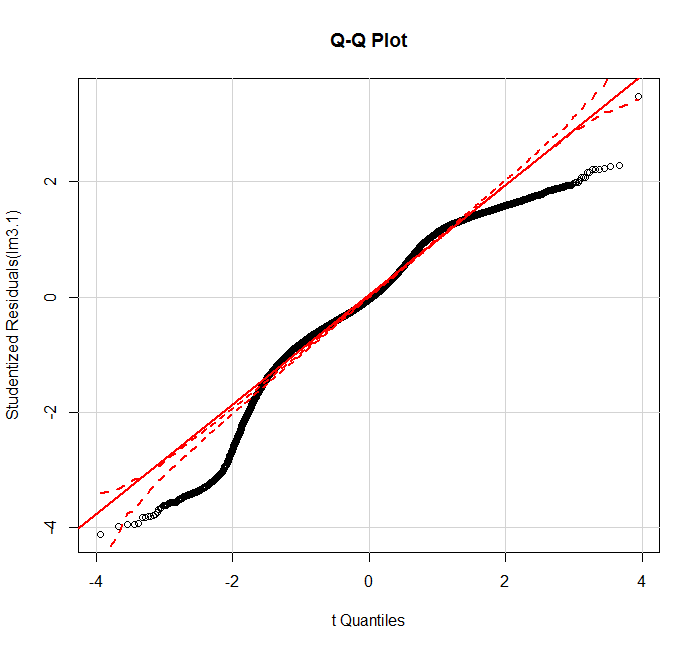 Q-Q Plot
Studentized Residuals(lm3.1)
2
0
-2
-4
-4 -2 0 2 4
t Quantiles